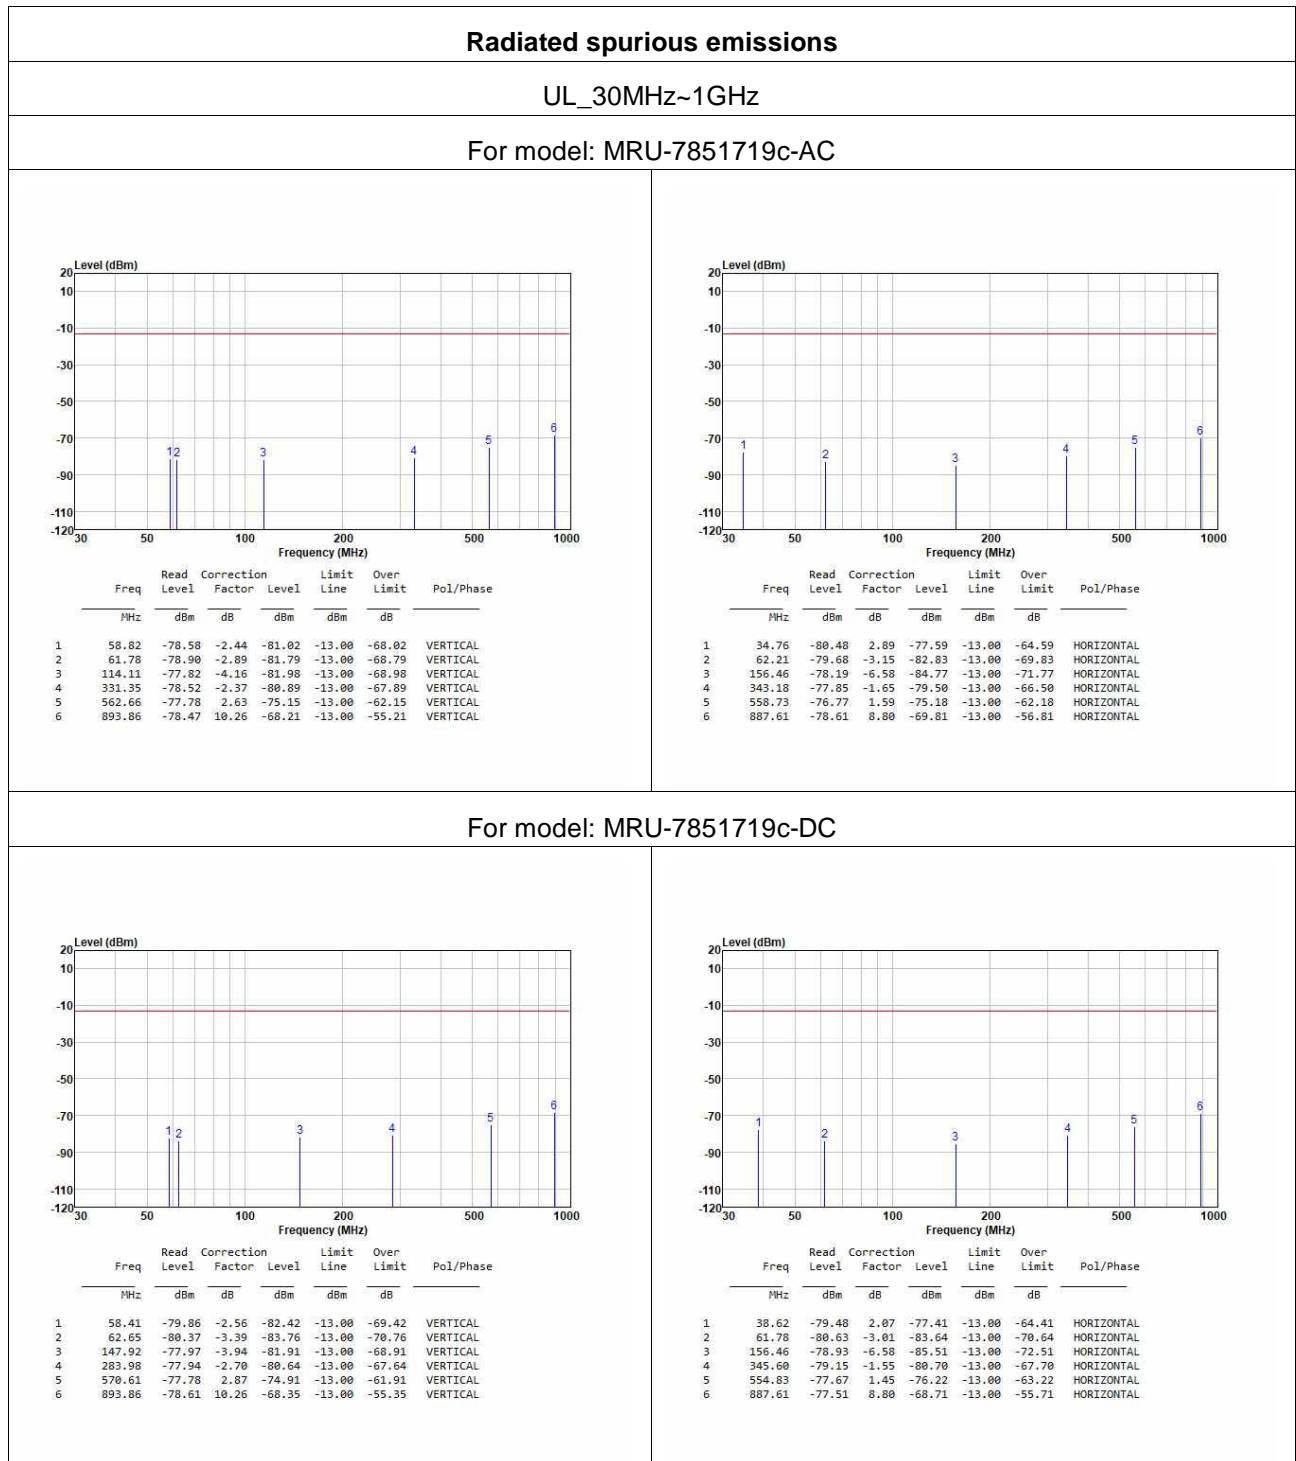 Radiated spurious emissions
UL_30MHz~1GHz
For model: MRU-7851719c-AC
Level (dBm)
20
10
-10
-30
-50
-70
-90
-110
-120
1 2 3 4 5 6
30 50 100 200 500 1000
Frequency (MHz)
Read Correction Limit Over
Freq Level Factor Level Line Limit Pol/Phase
MHz dBm dB dBm dBm dB
1 58.82 -78.58 -2.44 -81.02 -13.00 -68.02 VERTICAL
2 61.78 -78.90 -2.89 -81.79 -13.00 -68.79 VERTICAL
3 114.11 -77.82 -4.16 -81.98 -13.00 -68.98 VERTICAL
4 331.35 -78.52 -2.37 -80.89 -13.00 -67.89 VERTICAL
5 562.66 -77.78 2.63 -75.15 -13.00 -62.15 VERTICAL
6 893.86 -78.47 10.26 -68.21 -13.00 -55.21 VERTICAL
Level (dBm)
20
10
-10
-30
-50
-70
-90
-110
-120
1 2 3 4 5 6
30 50 100 200 500 1000
Frequency (MHz)
Read Correction Limit Over
Freq Level Factor Level Line Limit Pol/Phase
MHz dBm dB dBm dBm dB
1 34.76 -80.48 2.89 -77.59 -13.00 -64.59 HORIZONTAL
2 62.21 -79.68 -3.15 -82.83 -13.00 -69.83 HORIZONTAL
3 156.46 -78.19 -6.58 -84.77 -13.00 -71.77 HORIZONTAL
4 343.18 -77.85 -1.65 -79.50 -13.00 -66.50 HORIZONTAL
5 558.73 -76.77 1.59 -75.18 -13.00 -62.18 HORIZONTAL
6 887.61 -78.61 8.80 -69.81 -13.00 -56.81 HORIZONTAL
For model: MRU-7851719c-DC
Level (dBm)
20
10
-10
-30
-50
-70
-90
-110
-120
1 2 3 4 5 6
30 50 100 200 500 1000
Frequency (MHz)
Read Correction Limit Over
Freq Level Factor Level Line Limit Pol/Phase
MHz dBm dB dBm dBm dB
1 58.41 -79.86 -2.56 -82.42 -13.00 -69.42 VERTICAL
2 62.65 -80.37 -3.39 -83.76 -13.00 -70.76 VERTICAL
3 147.92 -77.97 -3.94 -81.91 -13.00 -68.91 VERTICAL
4 283.98 -77.94 -2.70 -80.64 -13.00 -67.64 VERTICAL
5 570.61 -77.78 2.87 -74.91 -13.00 -61.91 VERTICAL
6 893.86 -78.61 10.26 -68.35 -13.00 -55.35 VERTICAL
Level (dBm)
20
10
-10
-30
-50
-70
-90
-110
-120
1 2 3 4 5 6
30 50 100 200 500 1000
Frequency (MHz)
Read Correction Limit Over
Freq Level Factor Level Line Limit Pol/Phase
MHz dBm dB dBm dBm dB
1 38.62 -79.48 2.07 -77.41 -13.00 -64.41 HORIZONTAL
2 61.78 -80.63 -3.01 -83.64 -13.00 -70.64 HORIZONTAL
3 156.46 -78.93 -6.58 -85.51 -13.00 -72.51 HORIZONTAL
4 345.60 -79.15 -1.55 -80.70 -13.00 -67.70 HORIZONTAL
5 554.83 -77.67 1.45 -76.22 -13.00 -63.22 HORIZONTAL
6 887.61 -77.51 8.80 -68.71 -13.00 -55.71 HORIZONTAL